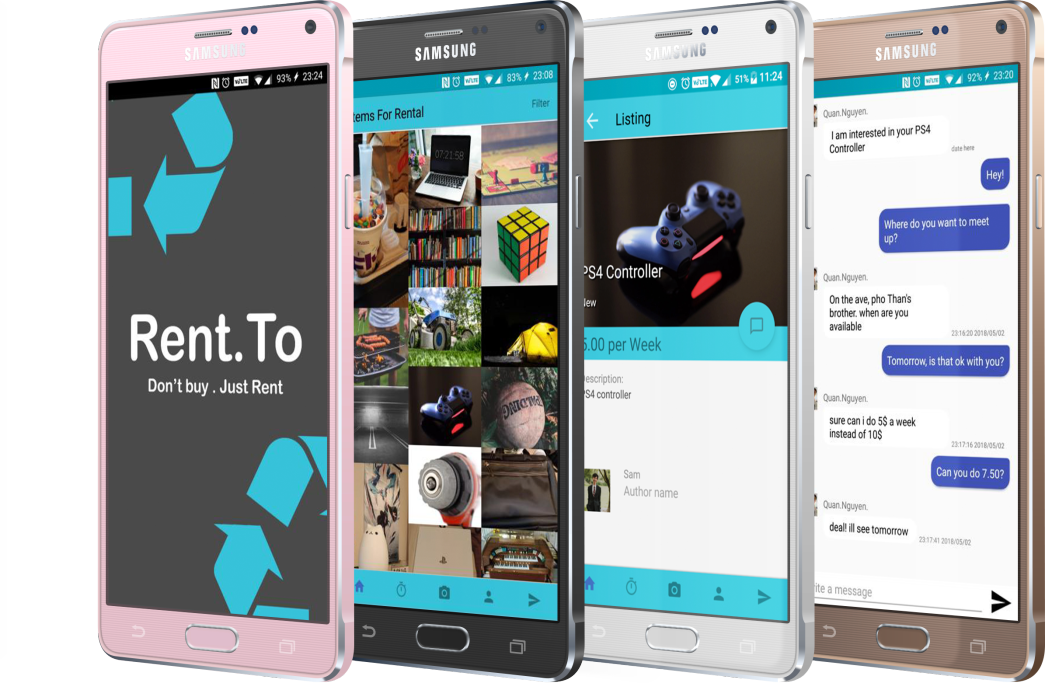 SAMSUNG
93% 23:24
Rent.To
Don't buy . Just Rent
SAMSUNG
83% 23:08
tems For Rental
Filter
07:21:58
SPALDING
SAMSUNG
51% 11:24
Listing
PS4 Controller
New
5.00 per Week
Description:
PS4 controller
Sam
Author name
SAMSUNG
92% 23:20
Quan.Nguyen.
I am interested in your PS4
Controller
date here
Hey!
Where do you want to meet
up?
Quan.Nguyen.
On the ave, pho Than's
brother. when are you
available
23:16:20 2018/05/02
Tomorrow, is that ok with you?
Quan.Nguyen.
sure can i do 5$ a week
instead of 10$
23:17:16 2018/05/02
Can you do 7.50?
Quan.Nguyen.
deal! ill see tomorrow
23:17:41 2018/05/02
rite a message